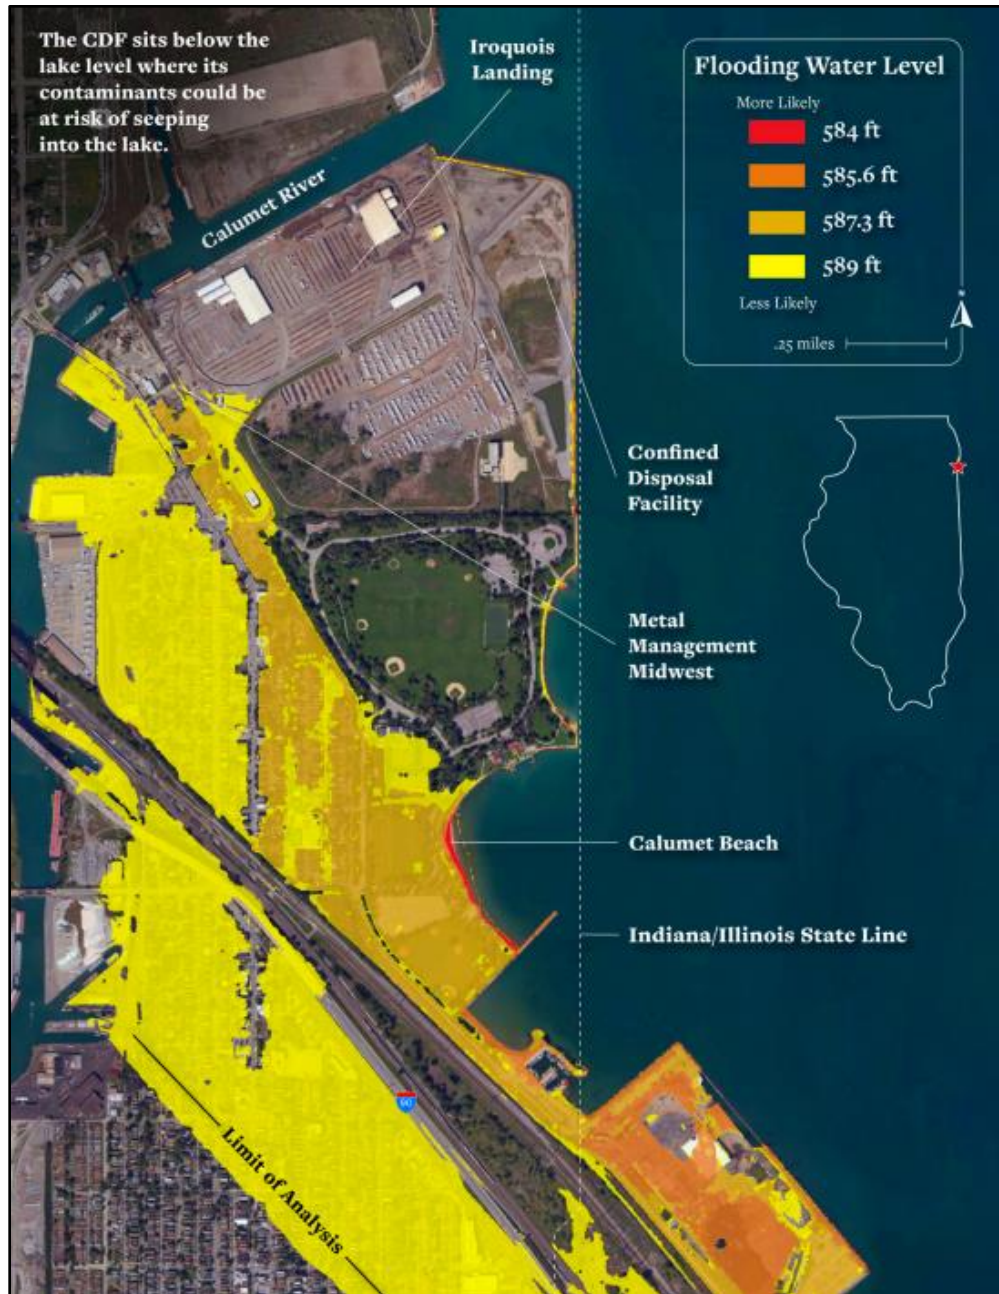 The CDF sits below the
lake level where its
contaminants could be
at risk of seeping
into the lake.
Iroquois
Landing
Calumet River
Flooding Water Level
More Likely
584 ft
585.6 ft
587.3 ft
589 ft
Less Likely
.25 miles
Confined
Disposal
Facility
Metal
Management
Midwest
Calumet Beach
Indiana/Illinois State Line
90
Limit of Analysis